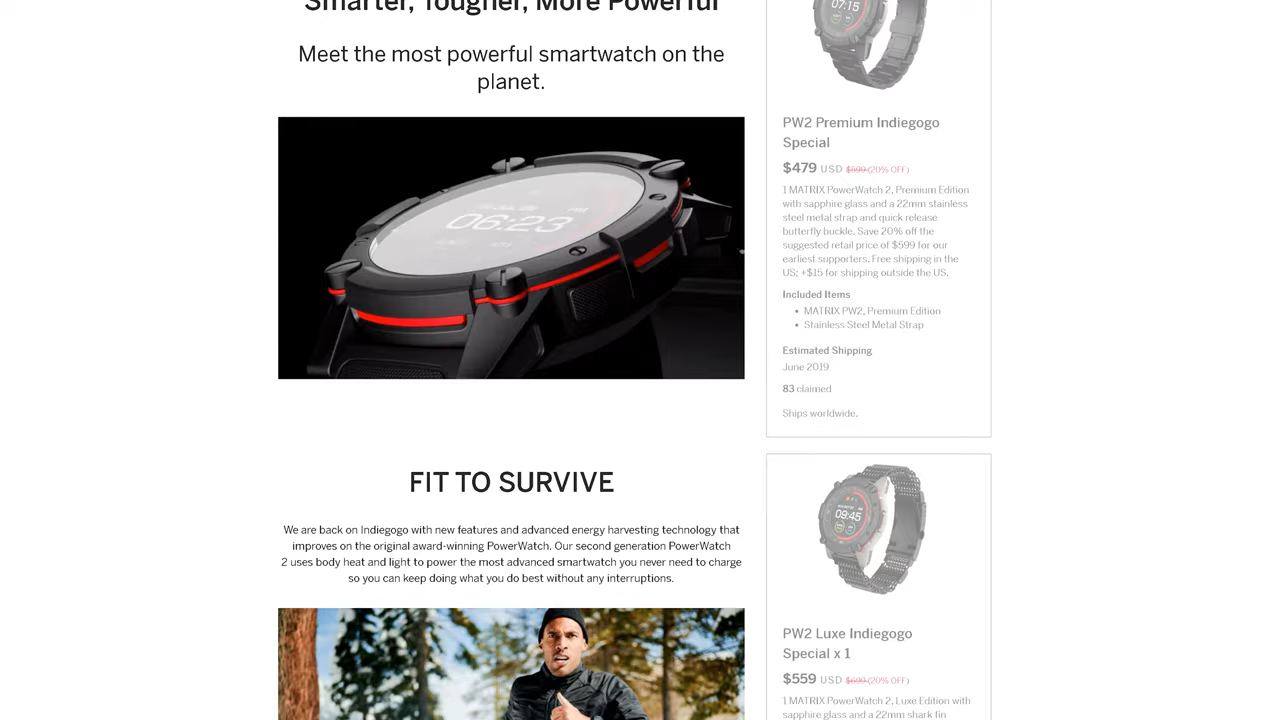 Smarter, Tougher, More Powerful
Meet the most powerful smartwatch on the
planet.
06:23
FIT TO SURVIVE
We are back on Indiegogo with new features and advanced energy harvesting technology that
improves on the original award-winning PowerWatch. Our second generation PowerWatch
2 uses body heat and light to power the most advanced smartwatch you never need to charge
so you can keep doing what you do best without any interruptions.
07:15
PW2 Premium Indiegogo
Special
$479 USD $599 (20% OFF)
1 MATRIX PowerWatch 2, Premium Edition
with sapphire glass and a 22mm stainless
steel metal strap and quick release
butterfly buckle. Save 20% off the
suggested retail price of $599 for our
earliest supporters. Free shipping in the
US; +$15 for shipping outside the US.
Included Items
• MATRIX PW2, Premium Edition
• Stainless Steel Metal Strap
Estimated Shipping
June 2019
83 claimed
Ships worldwide.
09:45
PW2 Luxe Indiegogo
Special x 1
$559 USD $699 (20% OFF)
1 MATRIX PowerWatch 2, Luxe Edition with
sapphire glass and a 22mm shark fin